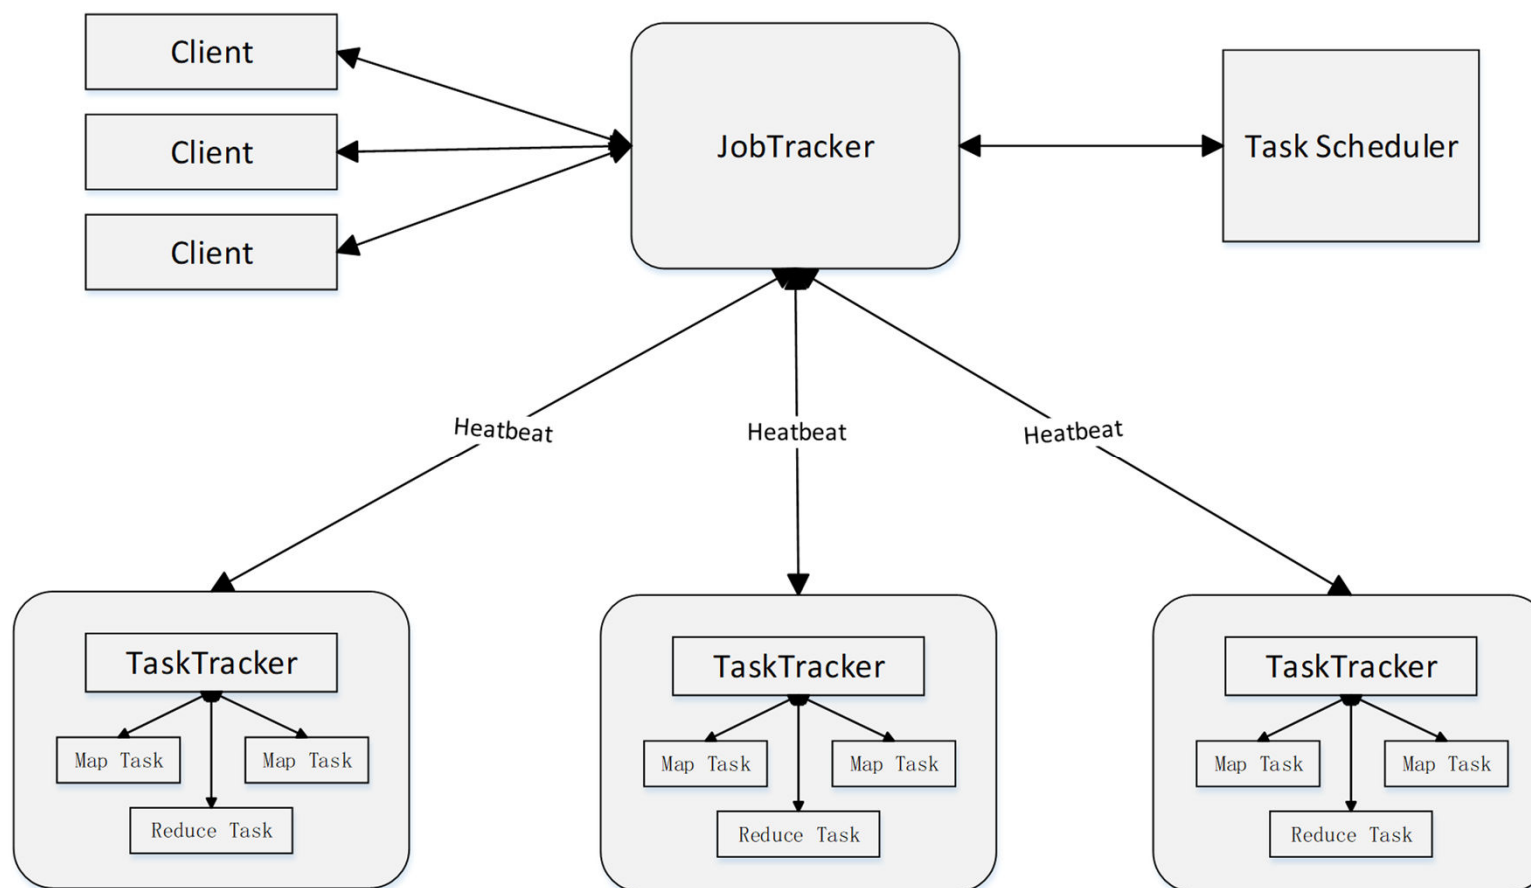 Client
Client
Client
JobTracker
Task Scheduler
Heatbeat
Heatbeat
Heatbeat
TaskTracker
Map Task
Map Task
Reduce Task
TaskTracker
Map Task
Map Task
Reduce Task
TaskTracker
Map Task
Map Task
Reduce Task